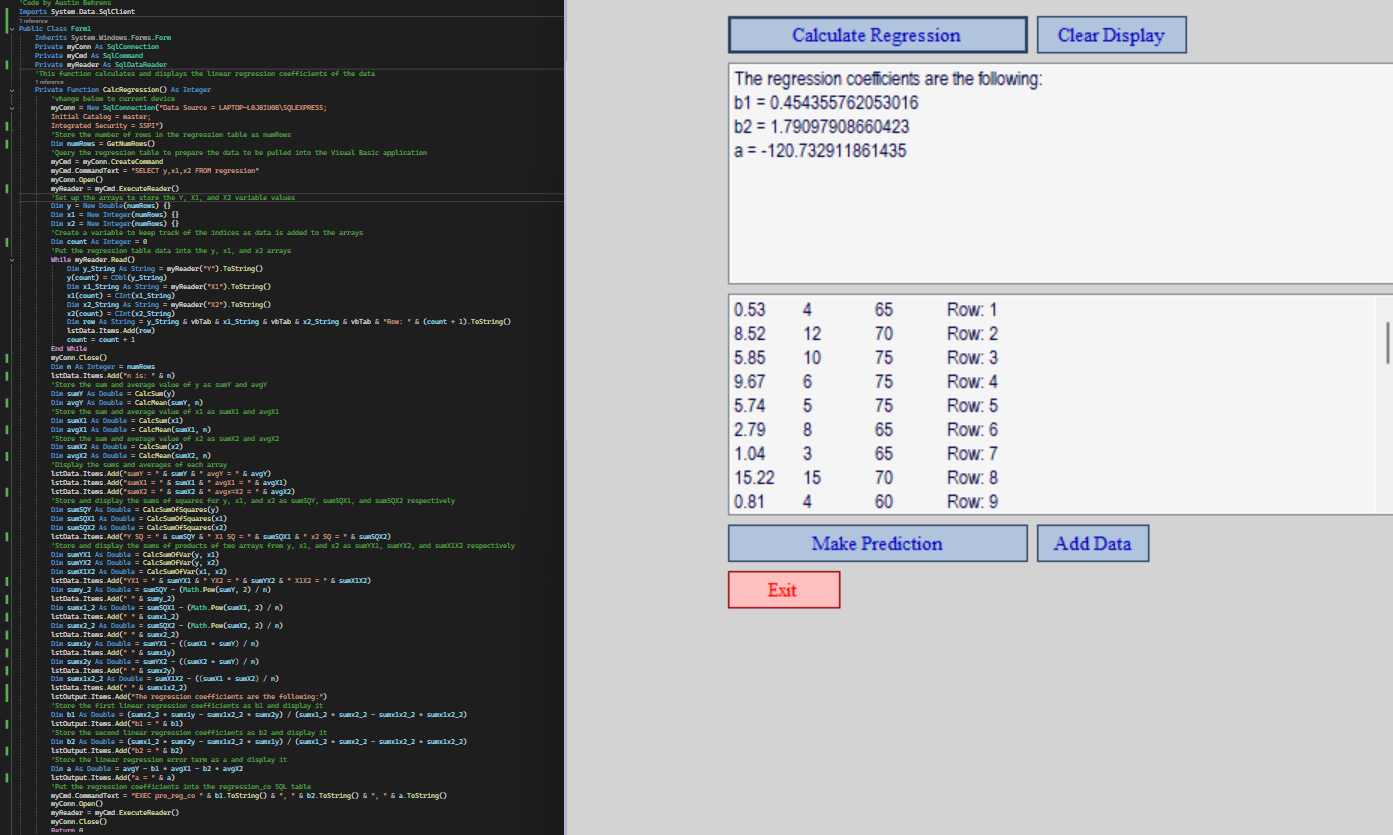 'Code by Austin Behrens
Imports System.Data.SqlClient
1 reference
Public Class Form1
Inherits System.Windows.Forms.Form
Private myConn As SqlConnection
Private myCmd As SqlCommand
Private myReader As SqlDataReader
'This function calculates and displays the linear regression coefficients of the data
1 reference
Private Function CalcRegression() As Integer
'vhange below to current device
myConn = New SqlConnection("Data Source = LAPTOP-L0J0IU0B\SQLEXPRESS;
Initial Catalog = master;
Integrated Security = SSPI")
'Store the number of rows in the regression table as numRows
Dim numRows = GetNumRows()
'Query the regression table to prepare the data to be pulled into the Visual Basic application
myCmd = myConn.CreateCommand
myCmd.CommandText = "SELECT y,x1,x2 FROM regression"
myConn.Open()
myReader = myCmd.ExecuteReader()
'Set up the arrays to store the Y, X1, and X2 variable values
Dim y = New Double(numRows) {}
Dim x1 = New Integer(numRows) {}
Dim x2 = New Integer(numRows) {}
'Create a variable to keep track of the indices as data is added to the arrays
Dim count As Integer = 0
'Put the regression table data into the y, x1, and x2 arrays
While myReader.Read()
Dim y_String As String = myReader("Y").ToString()
y(count) = CDbl(y_String)
Dim x1_String As String = myReader("X1").ToString()
x1(count) = CInt(x1_String)
Dim x2_String As String = myReader("X2").ToString()
x2(count) = CInt(x2_String)
Dim row As String = y_String & vbTab & x1_String & vbTab & x2_String & vbTab & "Row: " & (count + 1).ToString()
lstData.Items.Add(row)
count = count + 1
End While
myConn.Close()
Dim n As Integer = numRows
lstData.Items.Add("n is: " & n)
'Store the sum and average value of y as sumY and avgY
Dim sumY As Double = CalcSum(y)
Dim avgY As Double = CalcMean(sumY, n)
'Store the sum and average value of x1 as sumX1 and avgX1
Dim sumX1 As Double = CalcSum(x1)
Dim avgX1 As Double = CalcMean(sumX1, n)
'Store the sum and average value of x2 as sumX2 and avgX2
Dim sumX2 As Double = CalcSum(x2)
Dim avgX2 As Double = CalcMean(sumX2, n)
'Display the sums and averages of each array
lstData.Items.Add("sumY = " & sumY & " avgY = " & avgY)
lstData.Items.Add("sumX1 = " & sumX1 & " avgX1 = " & avgX1)
lstData.Items.Add("sumX2 = " & sumX2 & " avgx=X2 = " & avgX2)
'Store and display the sums of squares for y, x1, and x2 as sumSQY, sumSQX1, and sumSQX2 respectively
Dim sumSQY As Double = CalcSumOfSquares(y)
Dim sumSQX1 As Double = CalcSumOfSquares(x1)
Dim sumSQX2 As Double = CalcSumOfSquares(x2)
lstData.Items.Add("Y SQ = " & sumSQY & " X1 SQ = " & sumSQX1 & " x2 SQ = " & sumSQX2)
'Store and display the sums of products of two arrays from y, x1, and x2 as sumYX1, sumYX2, and sumX1X2 respectively
Dim sumYX1 As Double = CalcSumOfVar(y, x1)
Dim sumYX2 As Double = CalcSumOfVar(y, x2)
Dim sumX1X2 As Double = CalcSumOfVar(x1, x2)
lstData.Items.Add("YX1 = " & sumYX1 & " YX2 = " & sumYX2 & " X1X2 = " & sumX1X2)
Dim sumy_2 As Double = sumSQY - (Math.Pow(sumY, 2) / n)
lstData.Items.Add(" " & sumy_2)
Dim sumx1_2 As Double = sumSQX1 - (Math.Pow(sumX1, 2) / n)
lstData.Items.Add(" " & sumx1_2)
Dim sumx2_2 As Double = sumSQX2 - (Math.Pow(sumX2, 2) / n)
lstData.Items.Add(" " & sumx2_2)
Dim sumx1y As Double = sumYX1 - ((sumX1 * sumY) / n)
lstData.Items.Add(" " & sumx1y)
Dim sumx2y As Double = sumYX2 - ((sumX2 * sumY) / n)
lstData.Items.Add(" " & sumx2y)
Dim sumx1x2_2 As Double = sumX1X2 - ((sumX1 * sumX2) / n)
lstData.Items.Add(" " & sumx1x2_2)
lstOutput.Items.Add("The regression coefficients are the following:")
'Store the first linear regression coefficients as b1 and display it
Dim b1 As Double = (sumx2_2 * sumx1y - sumx1x2_2 * sumx2y) / (sumx1_2 * sumx2_2 - sumx1x2_2 * sumx1x2_2)
lstOutput.Items.Add("b1 = " & b1)
'Store the second linear regression coefficients as b2 and display it
Dim b2 As Double = (sumx1_2 * sumx2y - sumx1x2_2 * sumx1y) / (sumx1_2 * sumx2_2 - sumx1x2_2 * sumx1x2_2)
lstOutput.Items.Add("b2 = " & b2)
'Store the linear regression error term as a and display it
Dim a As Double = avgY - b1 * avgX1 - b2 * avgX2
lstOutput.Items.Add("a = " & a)
'Put the regression coefficients into the regression_co SQL table
myCmd.CommandText = "EXEC pro_reg_co " & b1.ToString() & ", " & b2.ToString() & ", " & a.ToString()
myConn.Open()
myReader = myCmd.ExecuteReader()
myConn.Close()
Return 0
Calculate Regression
Clear Display
The regression coefficients are the following:
b1 = 0.454355762053016
b2 = 1.79097908660423
a = -120.732911861435
0.53 4 65 Row: 1
8.52 12 70 Row: 2
5.85 10 75 Row: 3
9.67 6 75 Row: 4
5.74 5 75 Row: 5
2.79 8 65 Row: 6
1.04 3 65 Row: 7
15.22 15 70 Row: 8
0.81 4 60 Row: 9
Make Prediction
Add Data
Exit